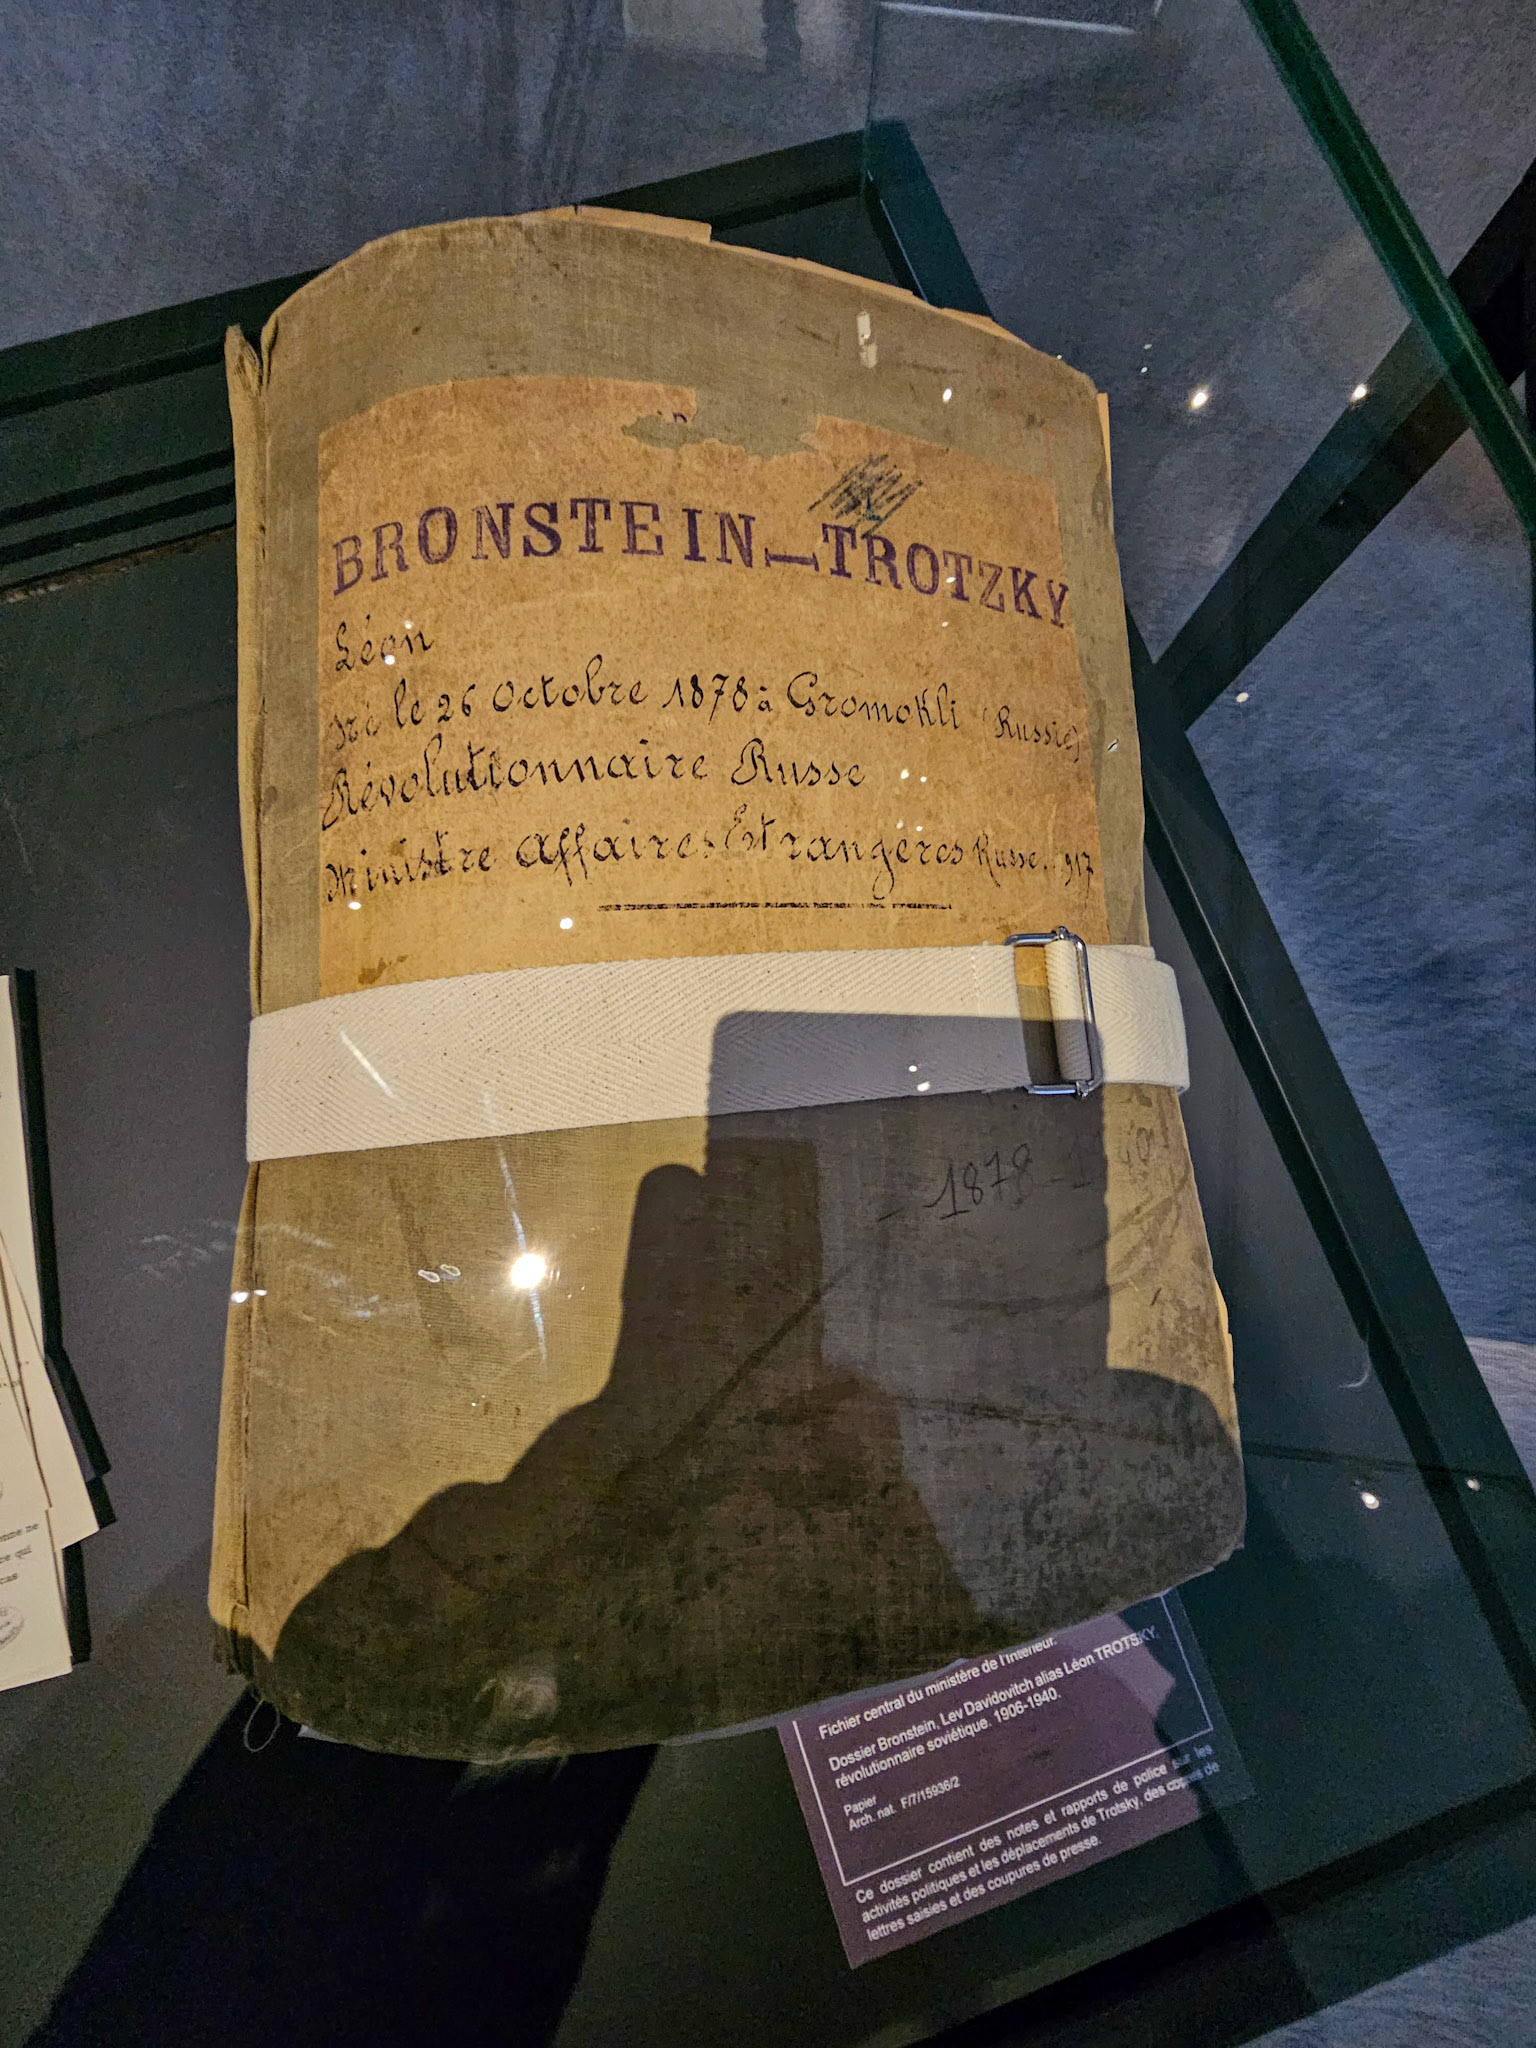 BRONSTEIN_TROTZKY
Léon
né le 26 Octobre 1878 à Gromokli (Russie)
Révolutionnaire Russe
Ministre Affaires Etrangères Russe. 1917
_ 1878 _
Fichier central du ministère de l'Intérieur.
Dossier Bronstein, Lev Davidovitch alias Léon TROTSKY,
révolutionnaire soviétique. 1906-1940.
Papier
Arch. nat. F/7/15936/2
Ce dossier contient des notes et rapports de police sur les
activités politiques et les déplacements de Trotsky, des copies de
lettres saisies et des coupures de presse.
qui
cas